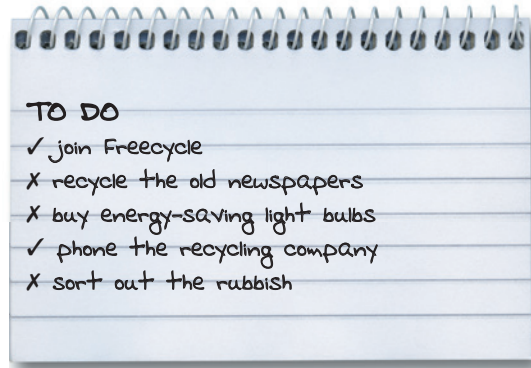 TO DO
✓ join Freecycle
✗ recycle the old newspapers
✗ buy energy-saving light bulbs
✓ phone the recycling company
✗ sort out the rubbish